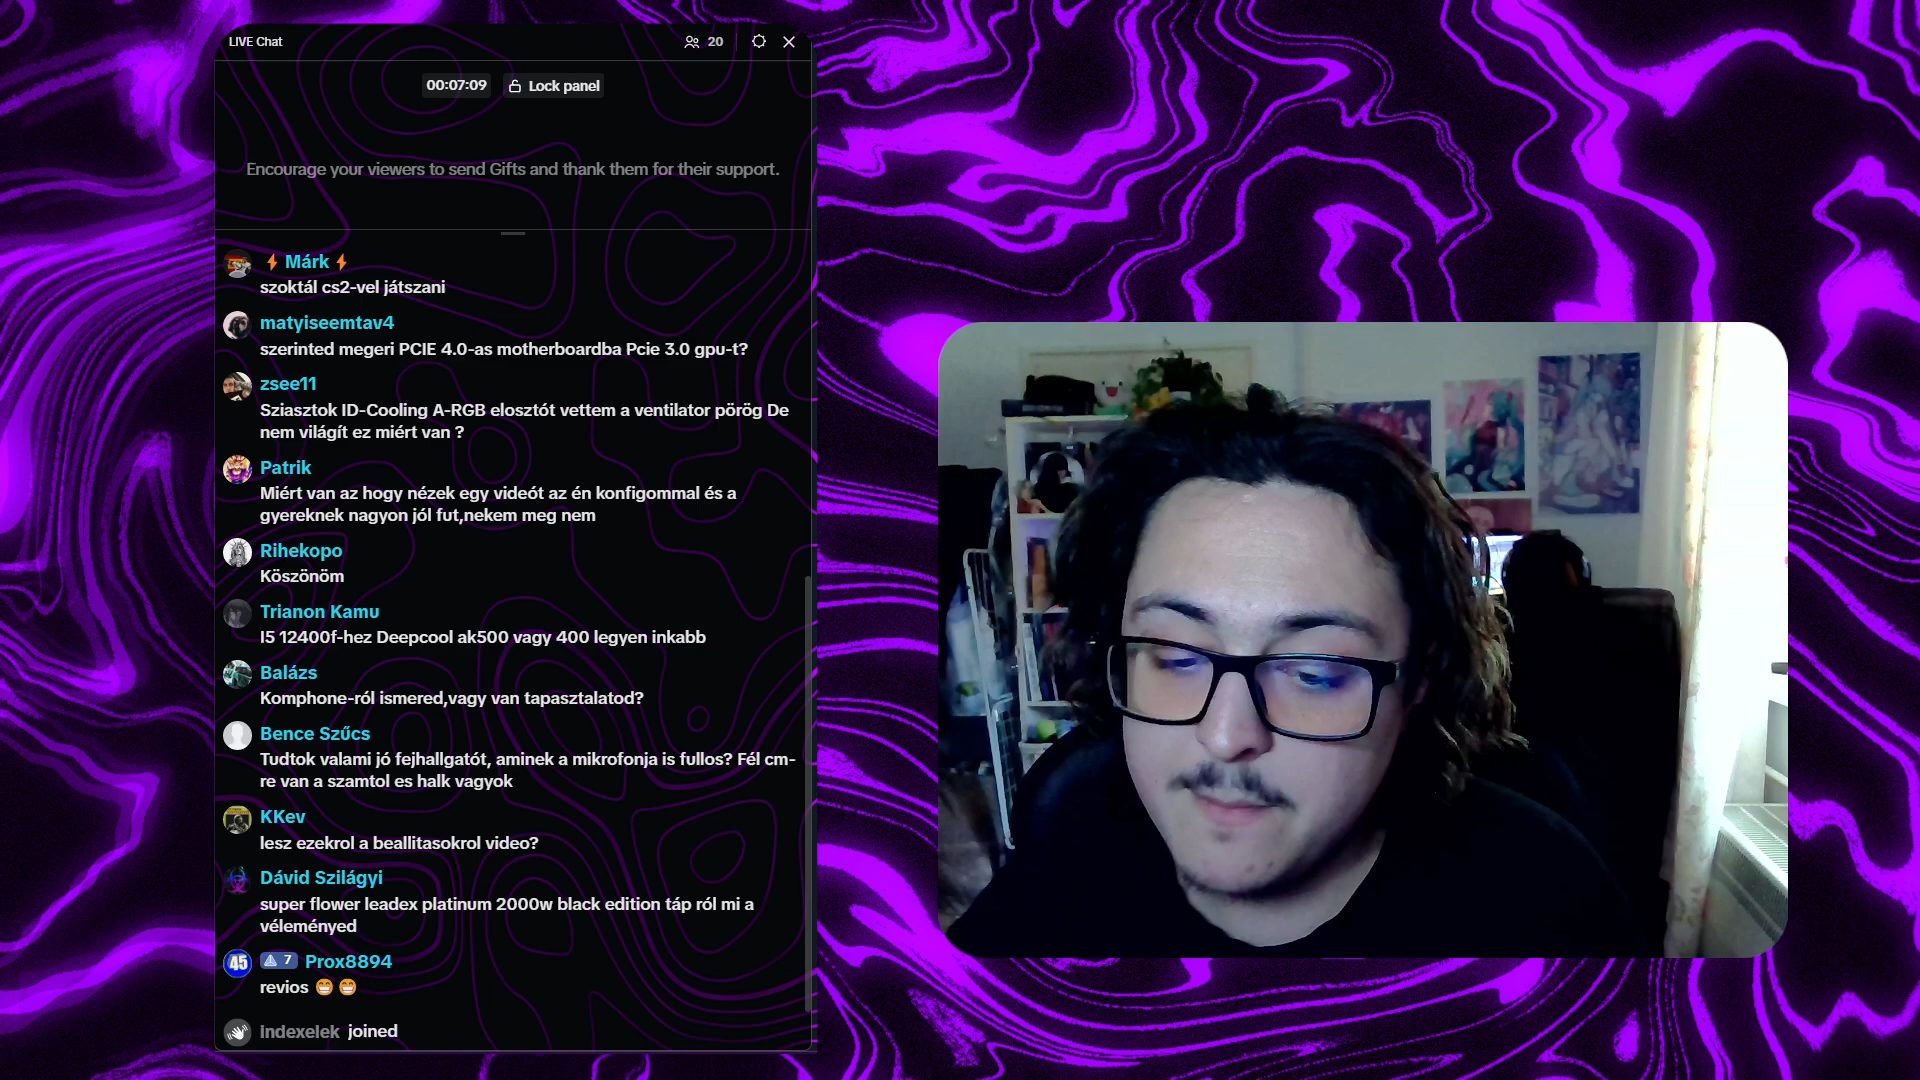 LIVE Chat
20
00:07:09
Lock panel
Encourage your viewers to send Gifts and thank them for their support.
⚡ Márk ⚡
szoktál cs2-vel játszani
matyiseemtav4
szerinted megeri PCIE 4.0-as motherboardba Pcie 3.0 gpu-t?
zsee11
Sziasztok ID-Cooling A-RGB elosztót vettem a ventilator pörög De
nem világít ez miért van ?
Patrik
Miért van az hogy nézek egy videót az én konfigommal és a
gyereknek nagyon jól fut,nekem meg nem
Rihekopo
Köszönöm
Trianon Kamu
I5 12400f-hez Deepcool ak500 vagy 400 legyen inkabb
Balázs
Komphone-ról ismered,vagy van tapasztalatod?
Bence Szűcs
Tudtok valami jó fejhallgatót, aminek a mikrofonja is fullos? Fél cm-
re van a szamtol es halk vagyok
KKev
lesz ezekrol a beallitasokrol video?
Dávid Szilágyi
super flower leadex platinum 2000w black edition táp ról mi a
véleményed
45
7 Prox8894
revios 😁 😁
Indexelek joined